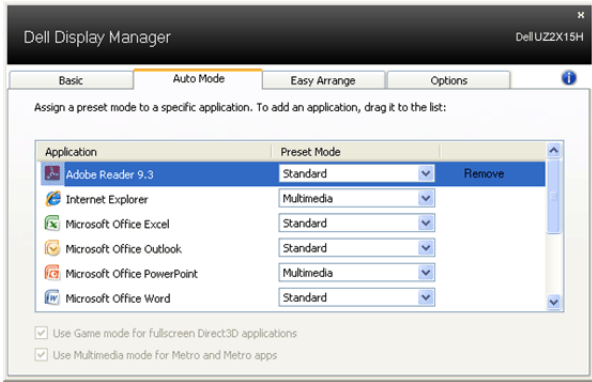 x
Dell Display Manager
Dell UZ2X15H
Basic Auto Mode Easy Arrange Options
Assign a preset mode to a specific application. To add an application, drag it to the list:
Application Preset Mode
Adobe Reader 9.3 Standard Remove
Internet Explorer Multimedia
Microsoft Office Excel Standard
Microsoft Office Outlook Standard
Microsoft Office PowerPoint Multimedia
Microsoft Office Word Standard
Use Game mode for fullscreen Direct3D applications
Use Multimedia mode for Metro and Metro apps